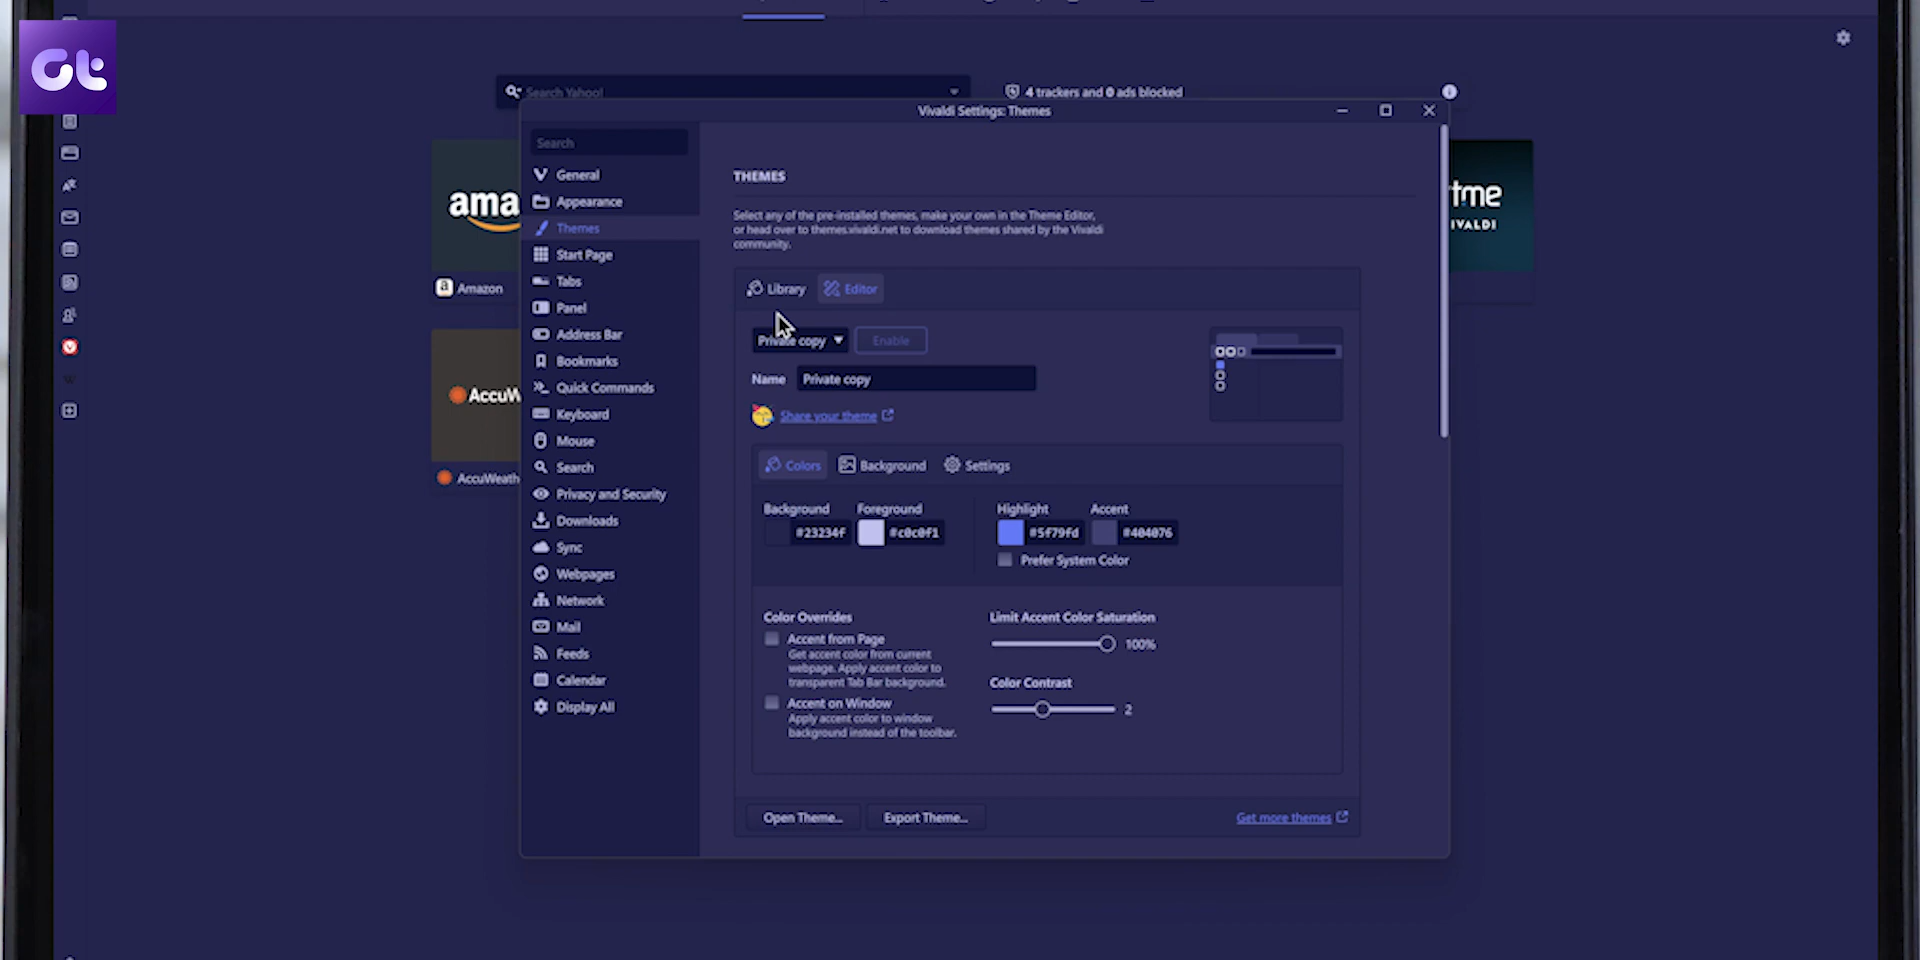 Gt
Search Yahoo!
4 trackers and 0 ads blocked
Vivaldi Settings: Themes
Search
General
Appearance
Themes
Start Page
Tabs
Panel
Address Bar
Bookmarks
Quick Commands
Keyboard
Mouse
Search
Privacy and Security
Downloads
Sync
Webpages
Network
Mail
Feeds
Calendar
Display All
THEMES
Select any of the pre-installed themes, make your own in the Theme Editor,
or head over to themes.vivaldi.net to download themes shared by the Vivaldi
community.
Library
Editor
Private copy
Enable
Name
Private copy
Share your theme
Colors
Background
Settings
Background
Foreground
Highlight
Accent
#23234f
#c0c0f1
#5f79fd
#404076
Prefer System Color
Color Overrides
Accent from Page
Get accent color from current
webpage. Apply accent color to
transparent Tab Bar background.
Accent on Window
Apply accent color to window
background instead of the toolbar.
Limit Accent Color Saturation
100%
Color Contrast
2
Open Theme...
Export Theme...
Get more themes
ama
a Amazon
AccuW
AccuWeath
tme
IVALDI